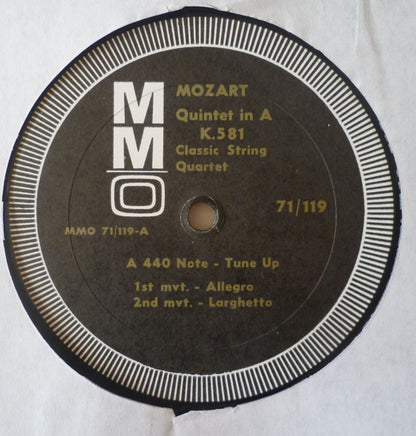 M
M
O
MOZART
Quintet in A
K.581
Classic String
Quartet
71/119
MMO 71/119-A
A 440 Note - Tune Up
1st mvt. - Allegro
2nd mvt. - Larghetto